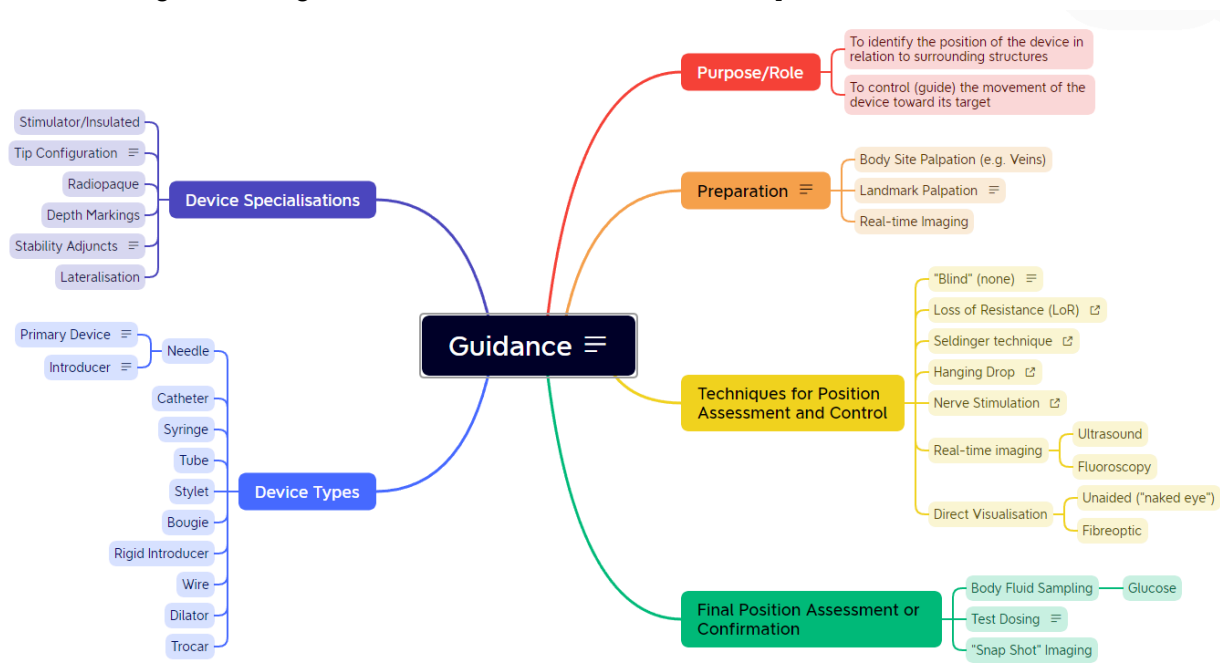 Guidance
Purpose/Role
To identify the position of the device in
relation to surrounding structures
To control (guide) the movement of the
device toward its target
Preparation
Body Site Palpation (e.g. Veins)
Landmark Palpation
Real-time Imaging
Techniques for Position
Assessment and Control
"Blind" (none)
Loss of Resistance (LoR)
Seldinger technique
Hanging Drop
Nerve Stimulation
Real-time imaging
Ultrasound
Fluoroscopy
Direct Visualisation
Unaided ("naked eye")
Fibreoptic
Final Position Assessment or
Confirmation
Body Fluid Sampling
Glucose
Test Dosing
"Snap Shot" Imaging
Device Specialisations
Stimulator/Insulated
Tip Configuration
Radiopaque
Depth Markings
Stability Adjuncts
Lateralisation
Device Types
Needle
Primary Device
Introducer
Catheter
Syringe
Tube
Stylet
Bougie
Rigid Introducer
Wire
Dilator
Trocar